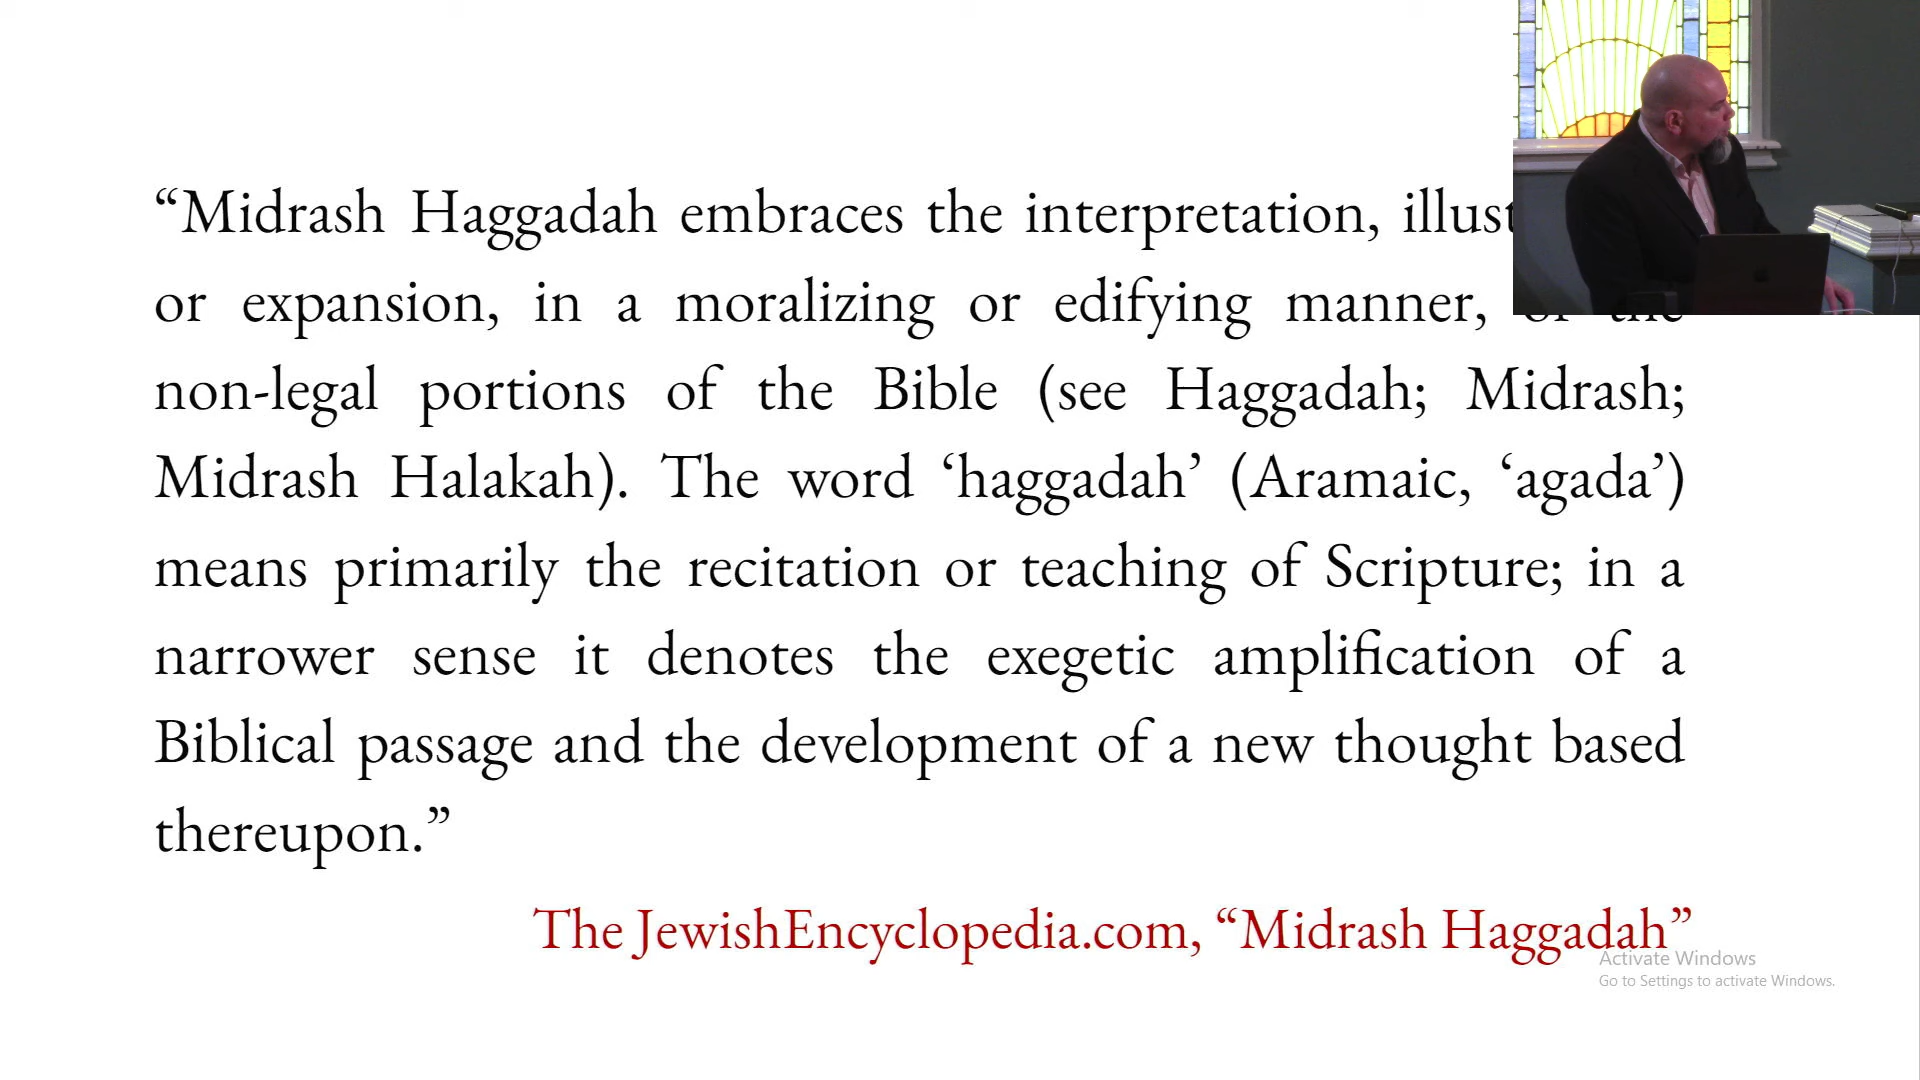 “Midrash Haggadah embraces the interpretation,
or expansion, in a moralizing or edifying manner, of the
non-legal portions of the Bible (see Haggadah; Midrash;
Midrash Halakah). The word ‘haggadah’ (Aramaic, ‘agada’)
means primarily the recitation or teaching of Scripture; in a
narrower sense it denotes the exegetic amplification of a
Biblical passage and the development of a new thought based
thereupon.”
The JewishEncyclopedia.com, “Midrash Haggadah”
Activate Windows
Go to Settings to activate Windows.